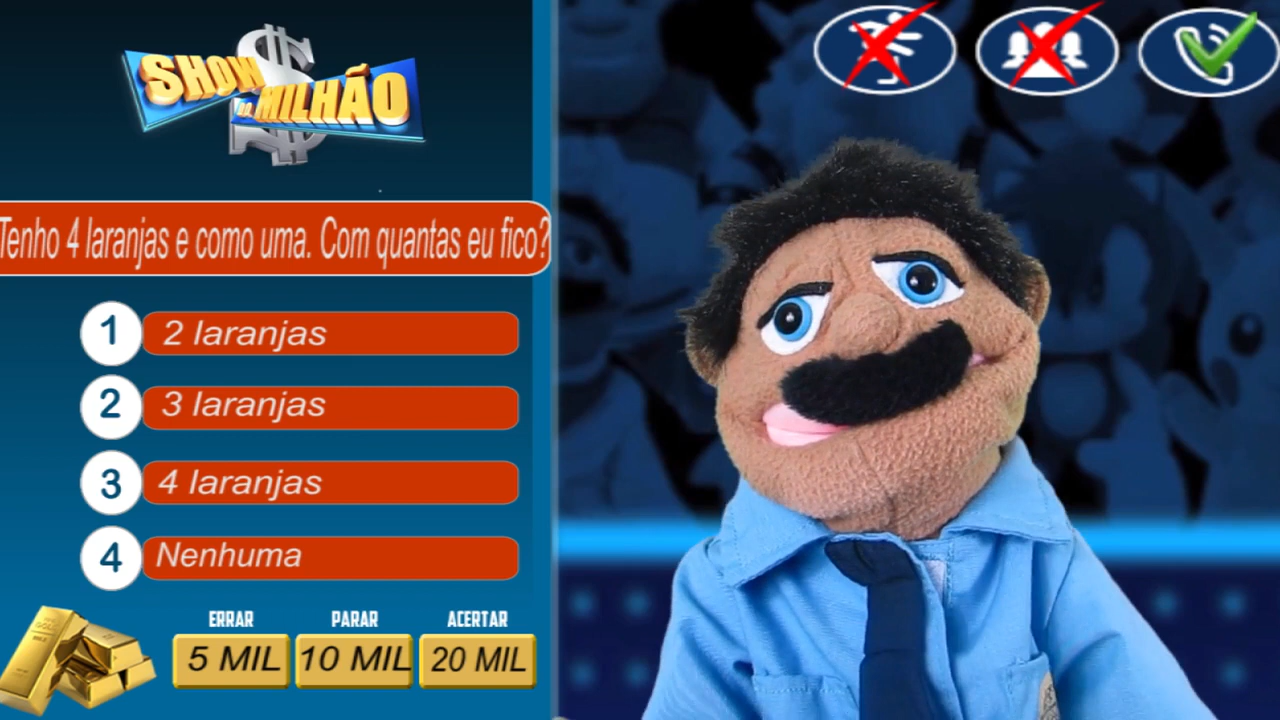 SHOW
DO MILHÃO
Tenho 4 laranjas e como uma. Com quantas eu fico?
1 2 laranjas
2 3 laranjas
3 4 laranjas
4 Nenhuma
ERRAR PARAR ACERTAR
5 MIL 10 MIL 20 MIL